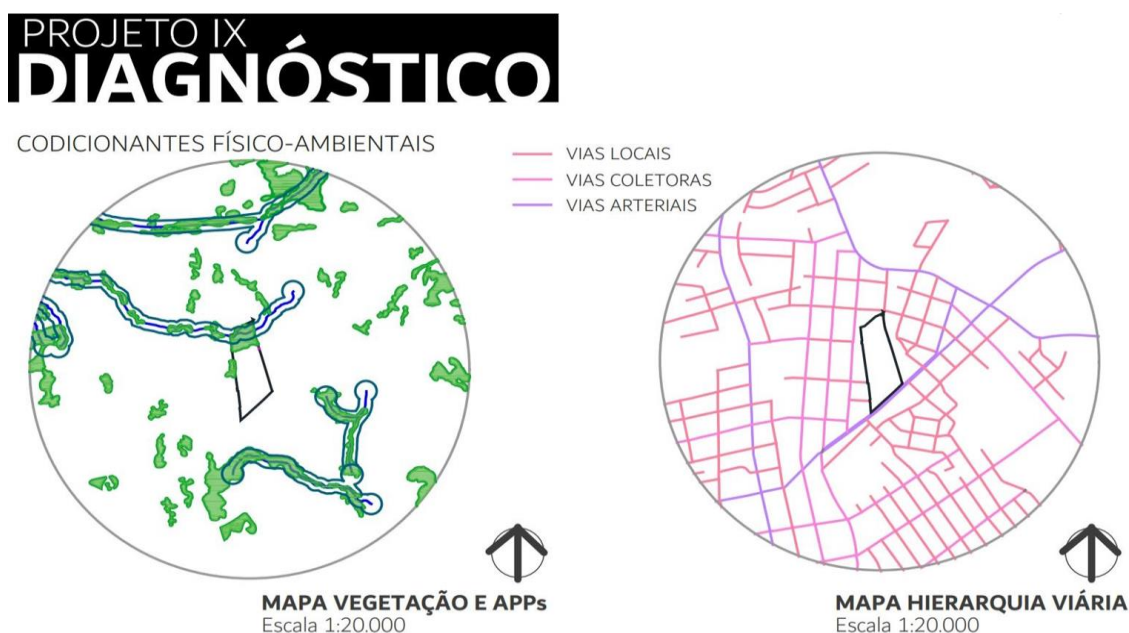 PROJETO IX
DIAGNÓSTICO
CODICIONANTES FÍSICO-AMBIENTAIS
VIAS LOCAIS
VIAS COLETORAS
VIAS ARTERIAIS
MAPA VEGETAÇÃO E APPs
Escala 1:20.000
MAPA HIERARQUIA VIÁRIA
Escala 1:20.000